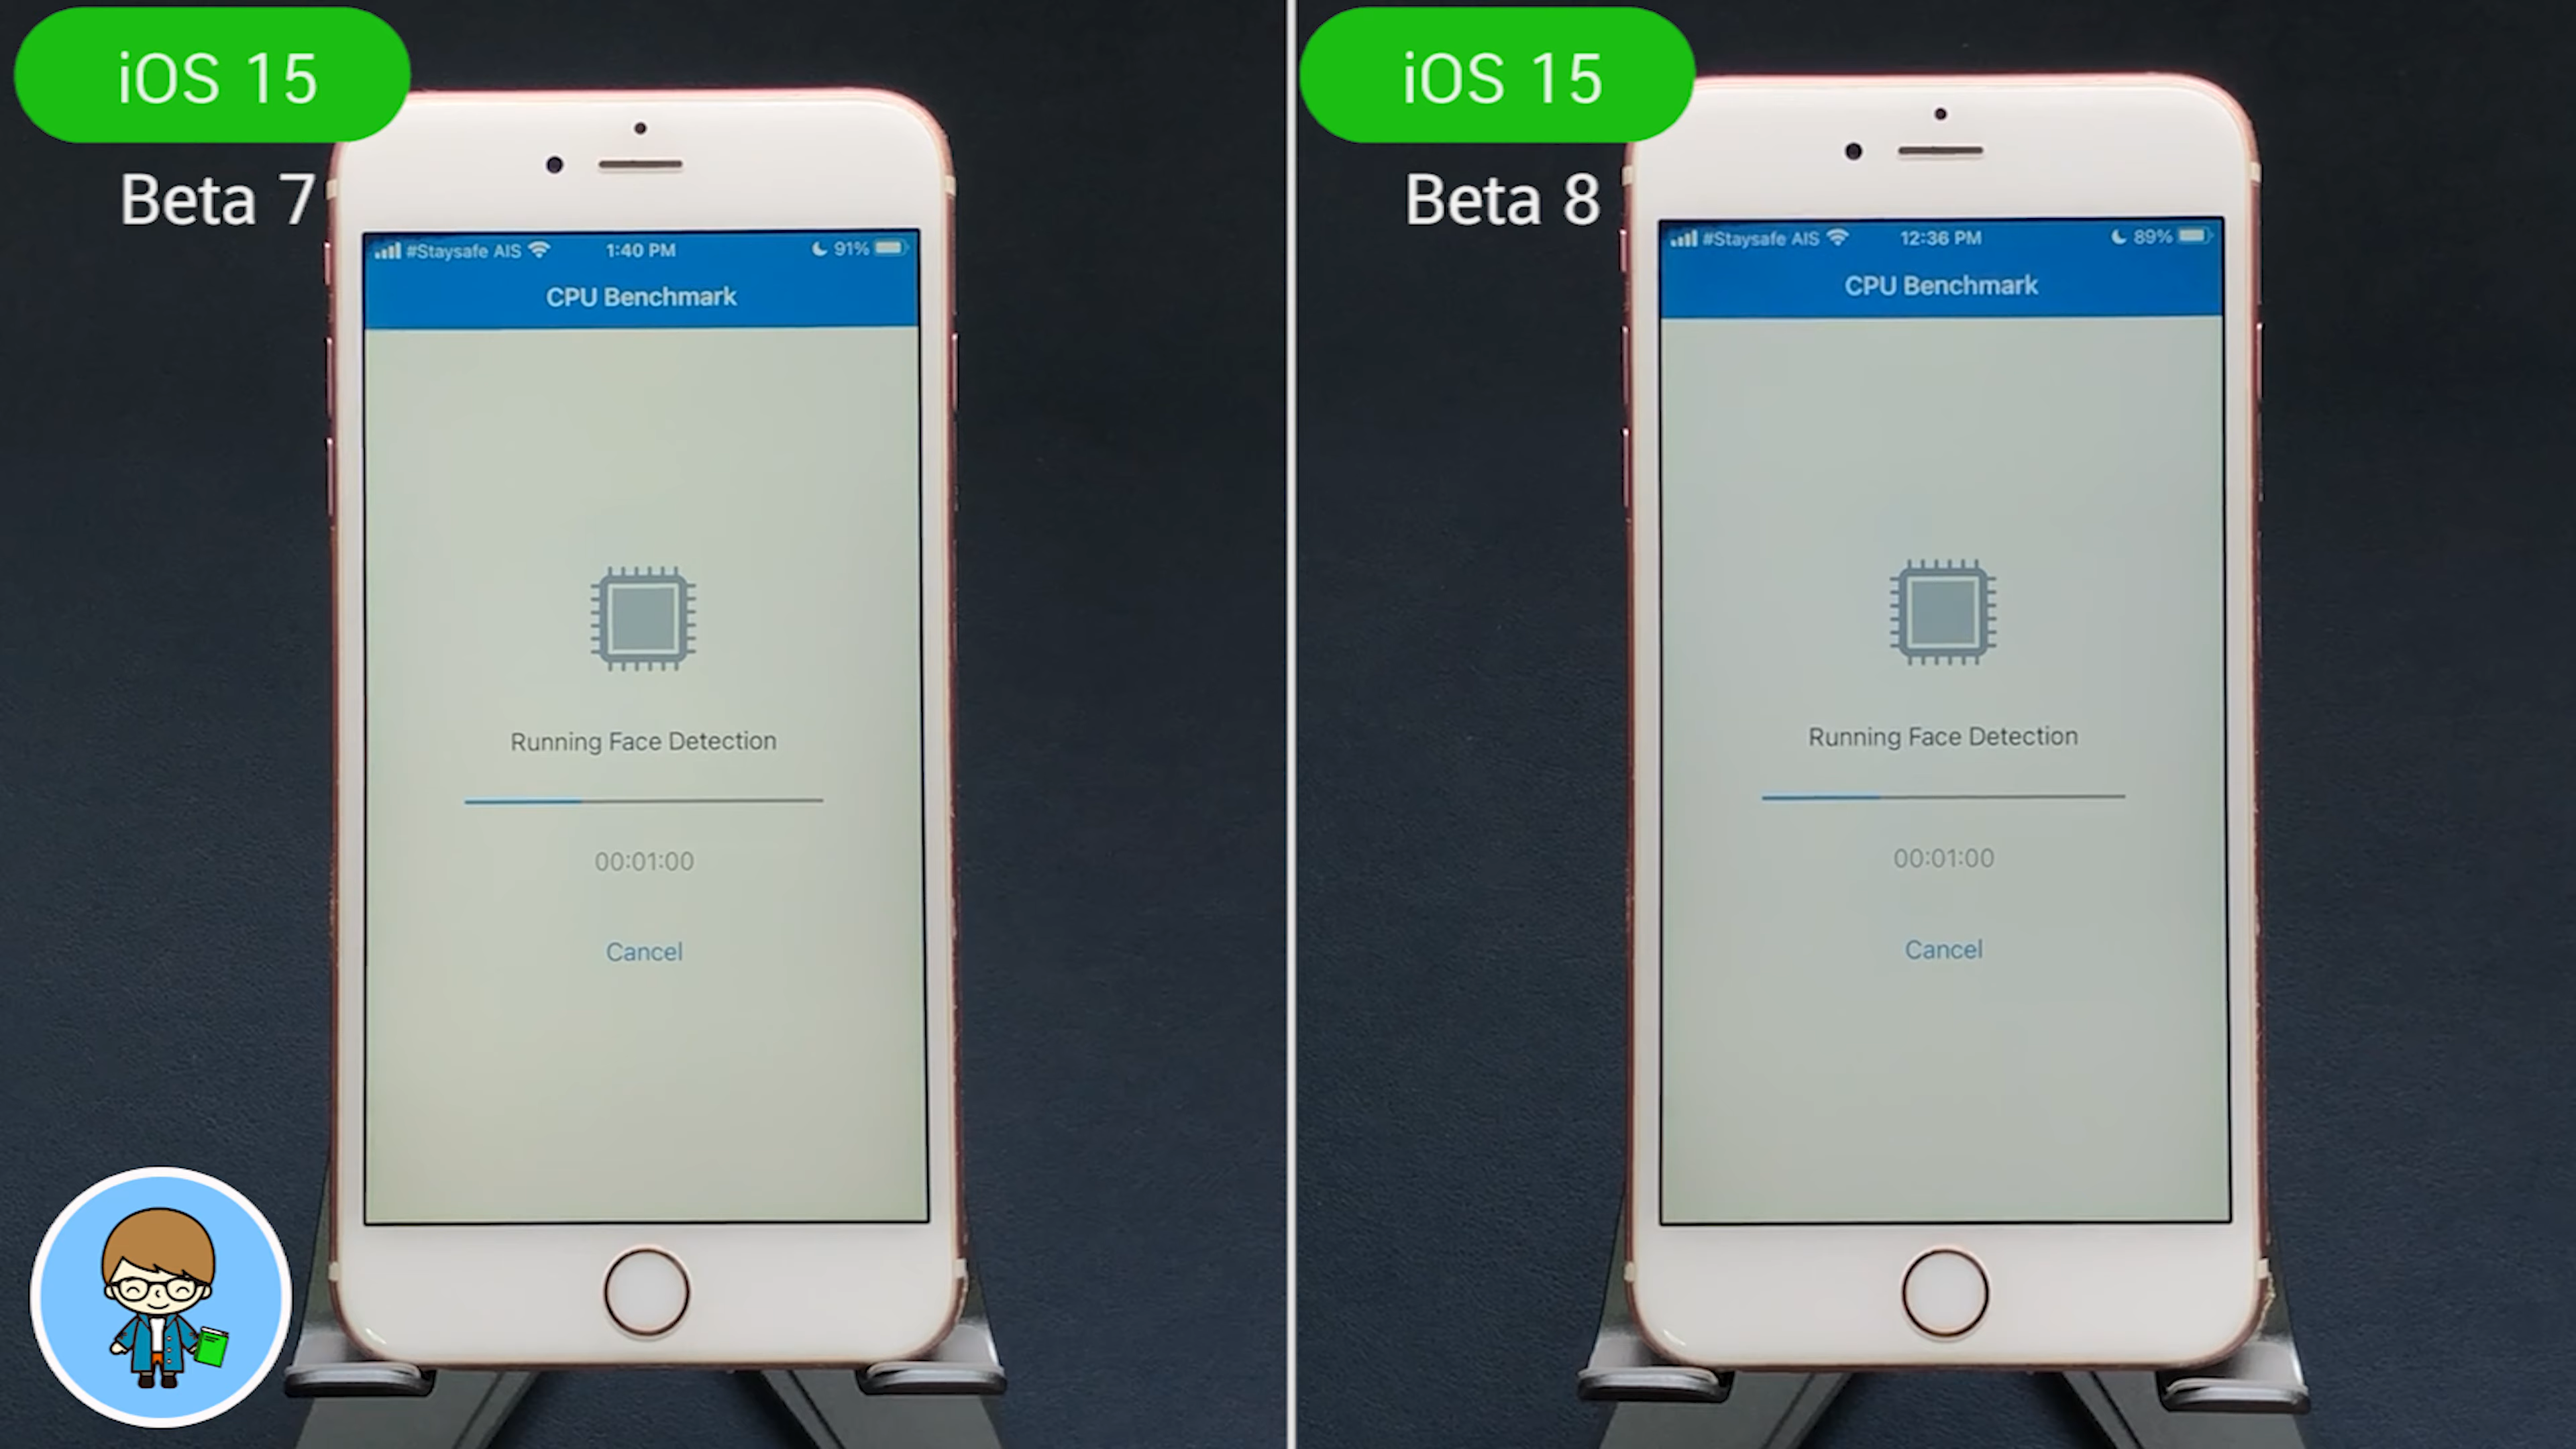 iOS 15
Beta 7
#Staysafe AIS 1:40 PM 91%
CPU Benchmark
Running Face Detection
00:01:00
Cancel
iOS 15
Beta 8
#Staysafe AIS 12:36 PM 89%
CPU Benchmark
Running Face Detection
00:01:00
Cancel